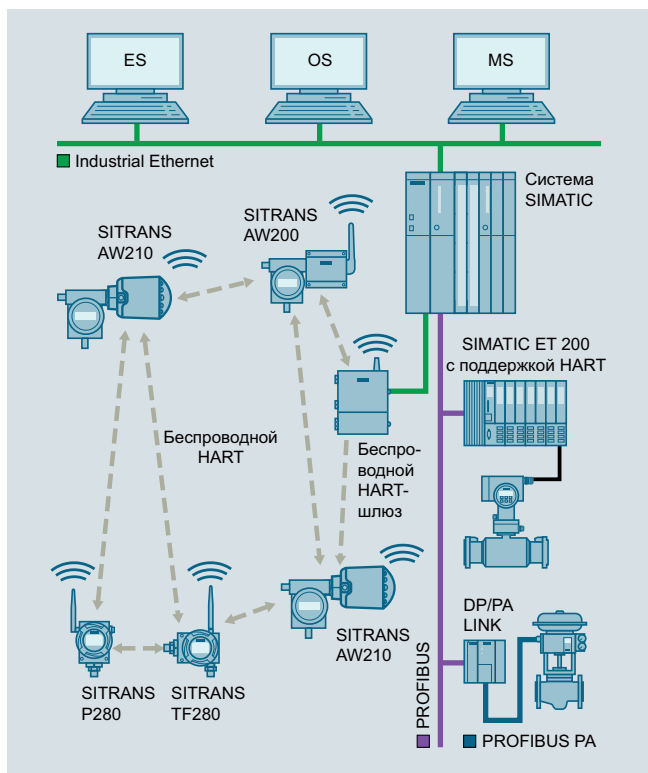 ES
OS
MS
Industrial Ethernet
Система
SIMATIC
SITRANS
AW200
SITRANS
AW210
SIMATIC ET 200
с поддержкой HART
Беспроводной
HART
Беспро-
водной
HART-
шлюз
SITRANS
AW210
DP/PA
LINK
SITRANS
P280
SITRANS
TF280
PROFIBUS
PROFIBUS PA